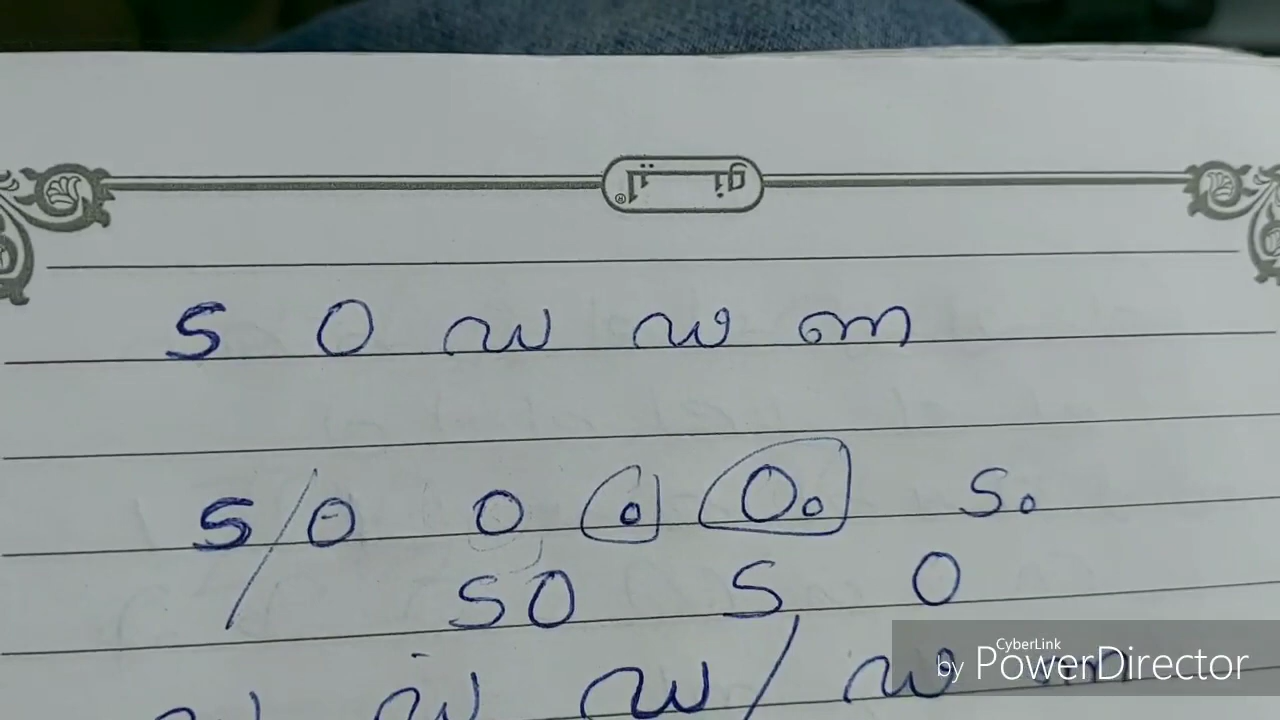 ട ഠ ഡ ഢ ണ
ട / ഠ ഠ ം ഠം ടം
ടഠ ട ഠ
ഡ / ഢ ണ
CyberLink
by PowerDirector